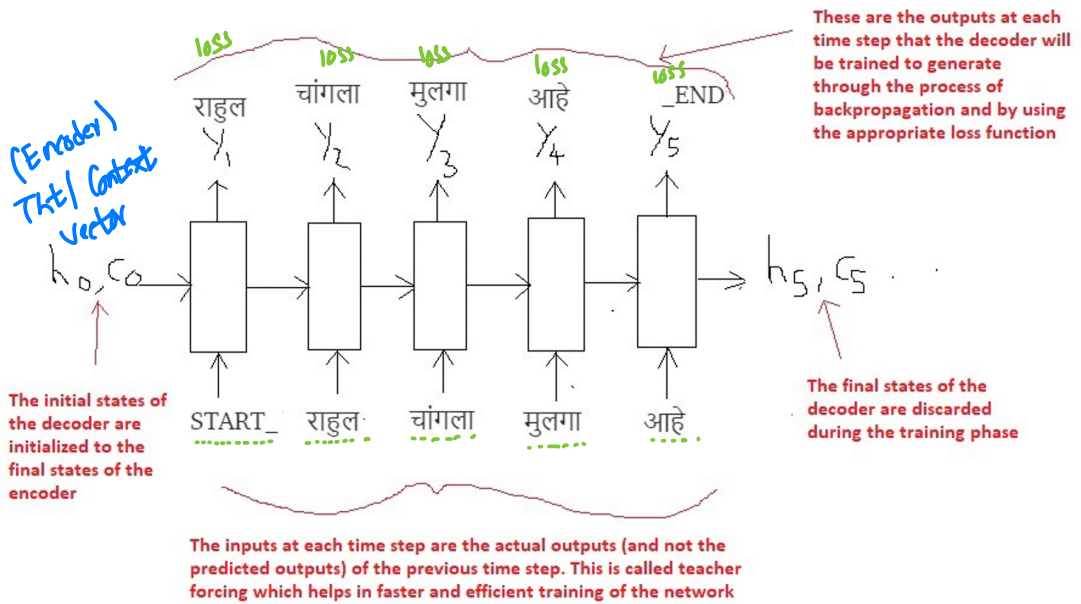 These are the outputs at each
time step that the decoder will
be trained to generate
through the process of
backpropagation and by using
the appropriate loss function
loss loss loss loss loss
राहुल चांगला मुलगा आहे _END
Y1 Y2 Y3 Y4 Y5
(Encoder)
Context
vector
h0, c0
h5, c5
The initial states of
the decoder are
initialized to the
final states of the
encoder
START_ राहुल चांगला मुलगा आहे
The final states of the
decoder are discarded
during the training phase
The inputs at each time step are the actual outputs (and not the
predicted outputs) of the previous time step. This is called teacher
forcing which helps in faster and efficient training of the network